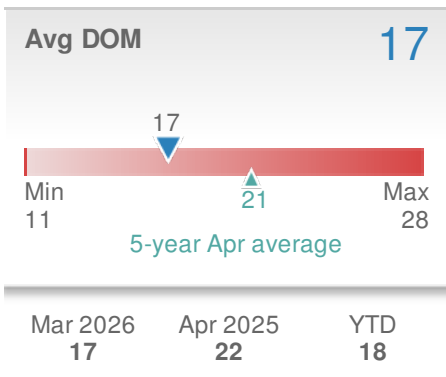 Avg DOM 17
17
Min Max
11 28
21
5-year Apr average
Mar 2026 Apr 2025 YTD
17 22 18